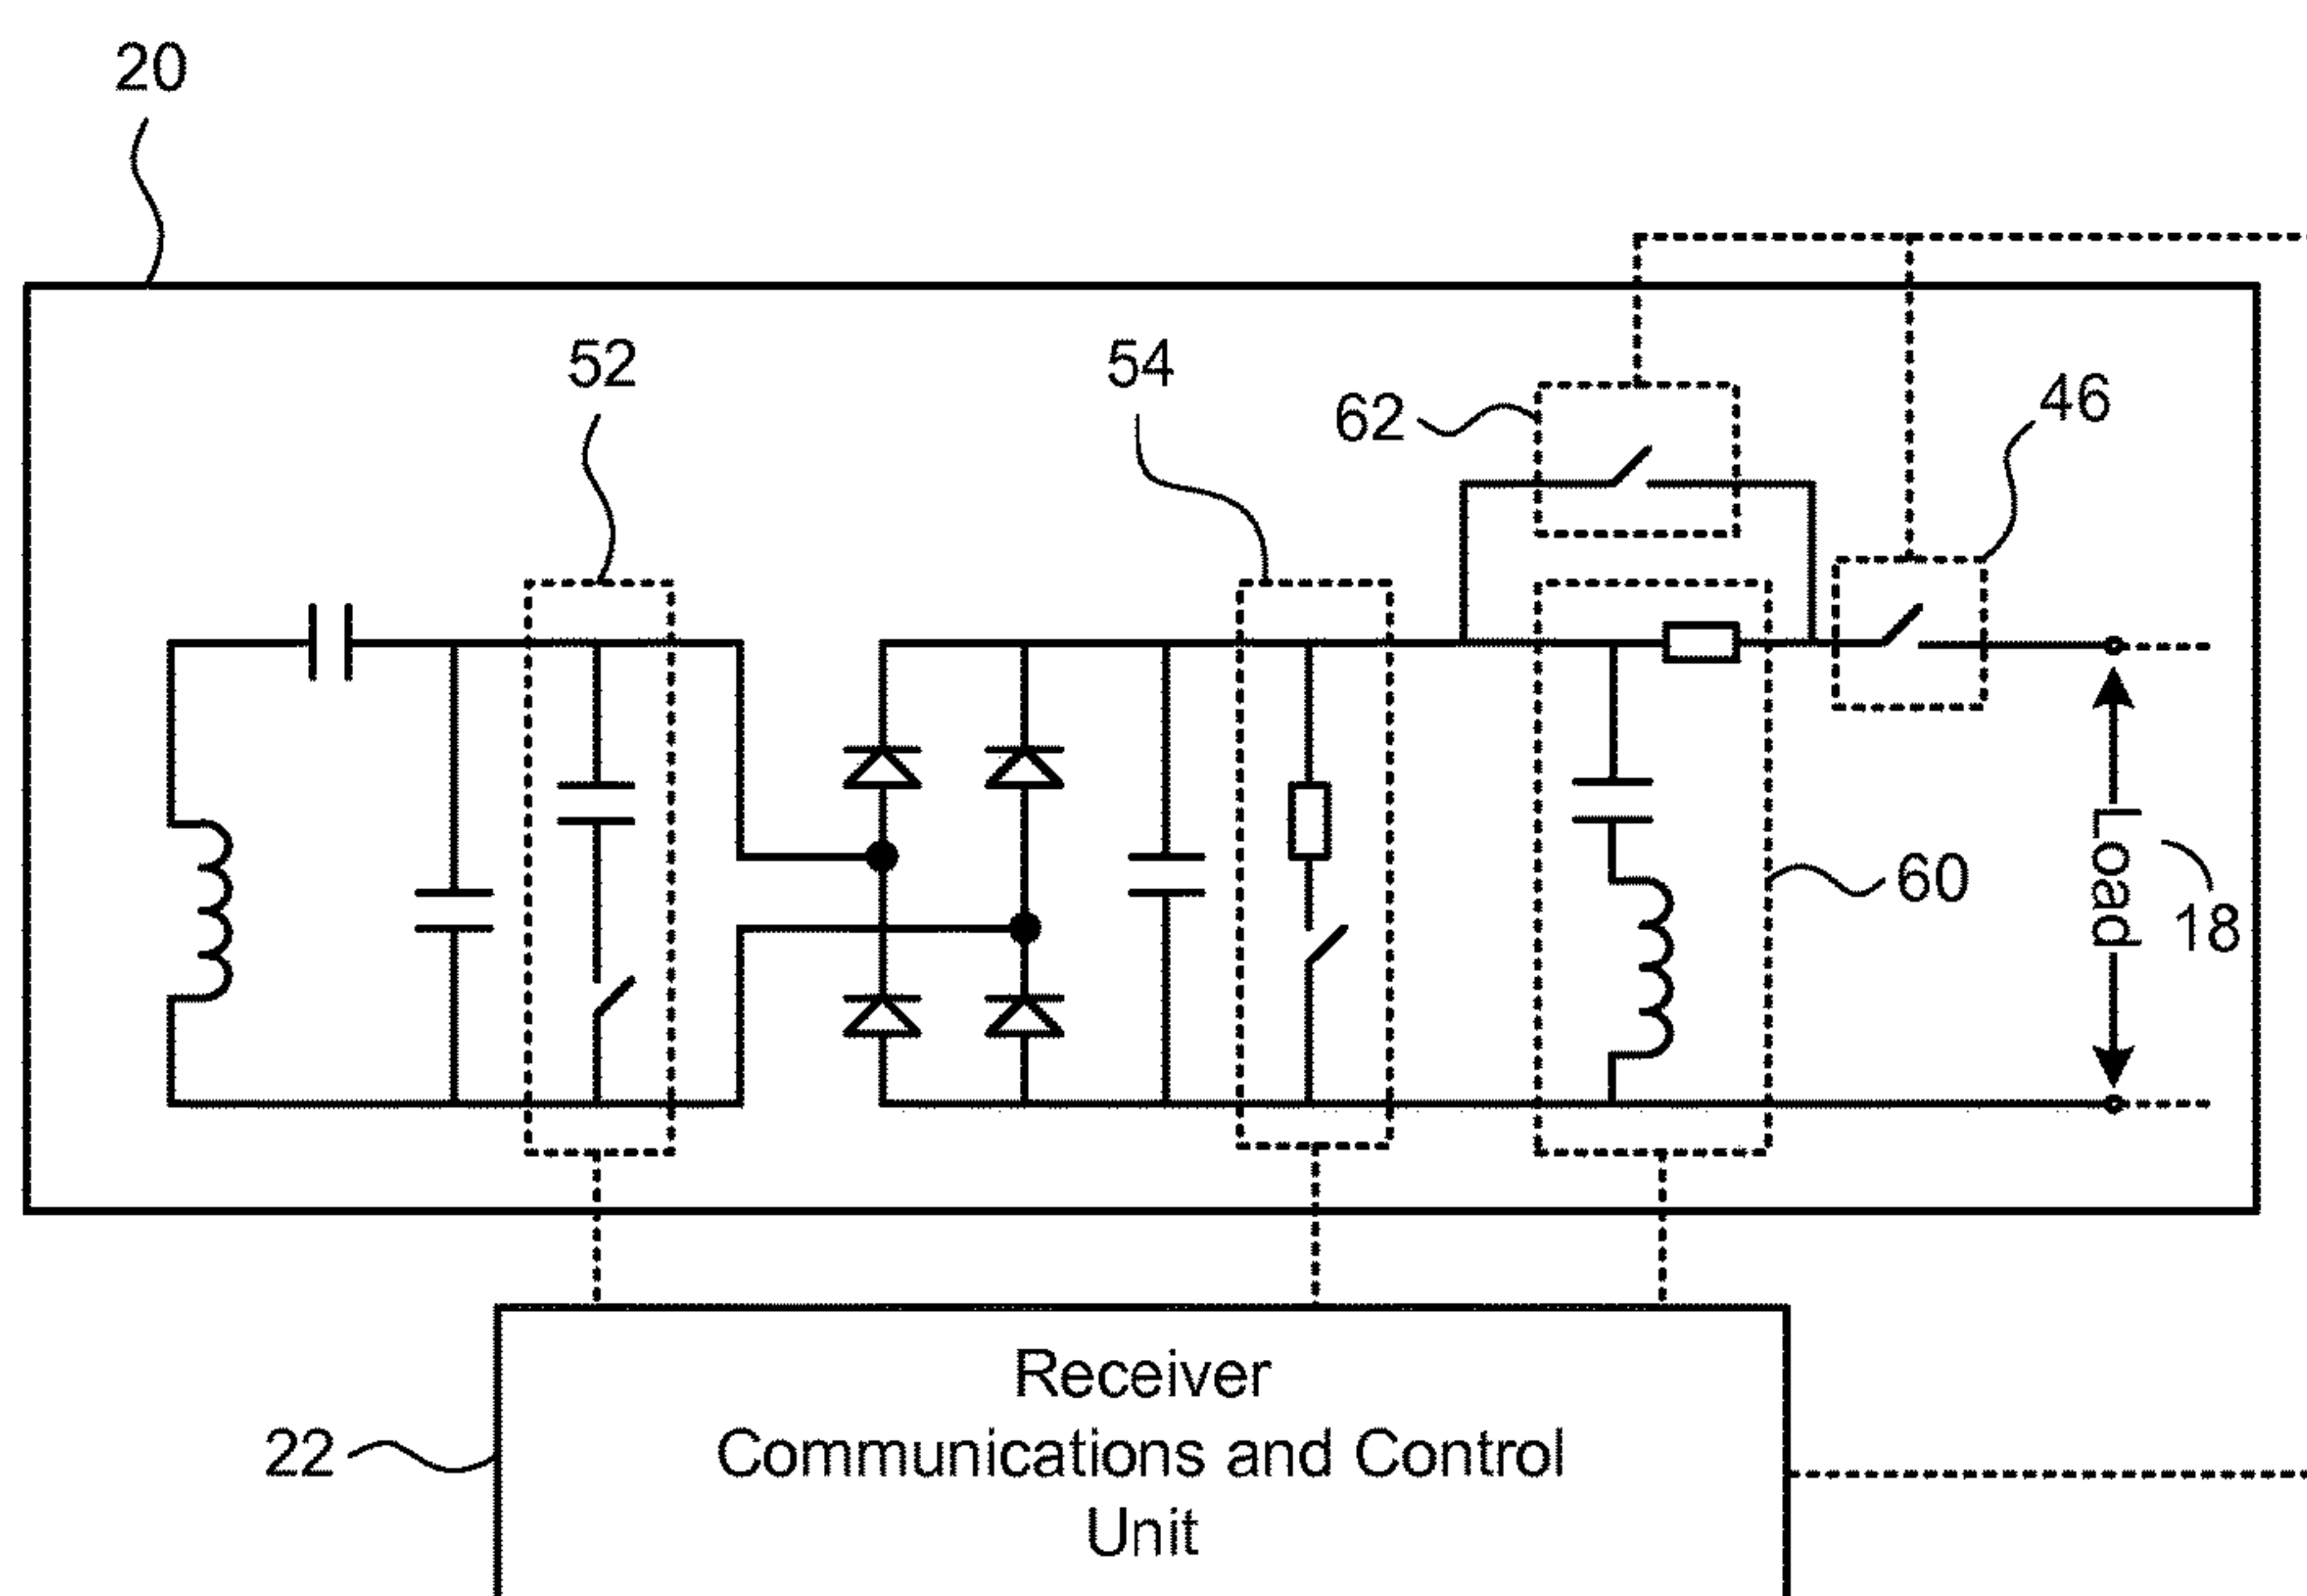 20
52
54
62
46
60
Load
18
22
Receiver
Communications and Control
Unit